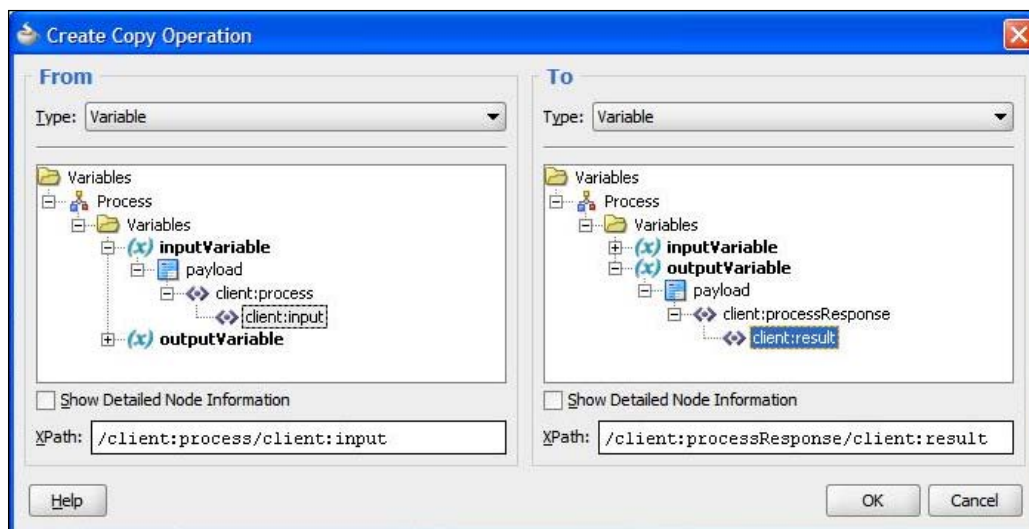 Create Copy Operation
From
Type: Variable
Variables
Process
Variables
(x) inputVariable
payload
client:process
client:input
(x) outputVariable
Show Detailed Node Information
XPath: /client:process/client:input
To
Type: Variable
Variables
Process
Variables
(x) inputVariable
(x) outputVariable
payload
client:processResponse
client:result
Show Detailed Node Information
XPath: /client:processResponse/client:result
Help
OK
Cancel